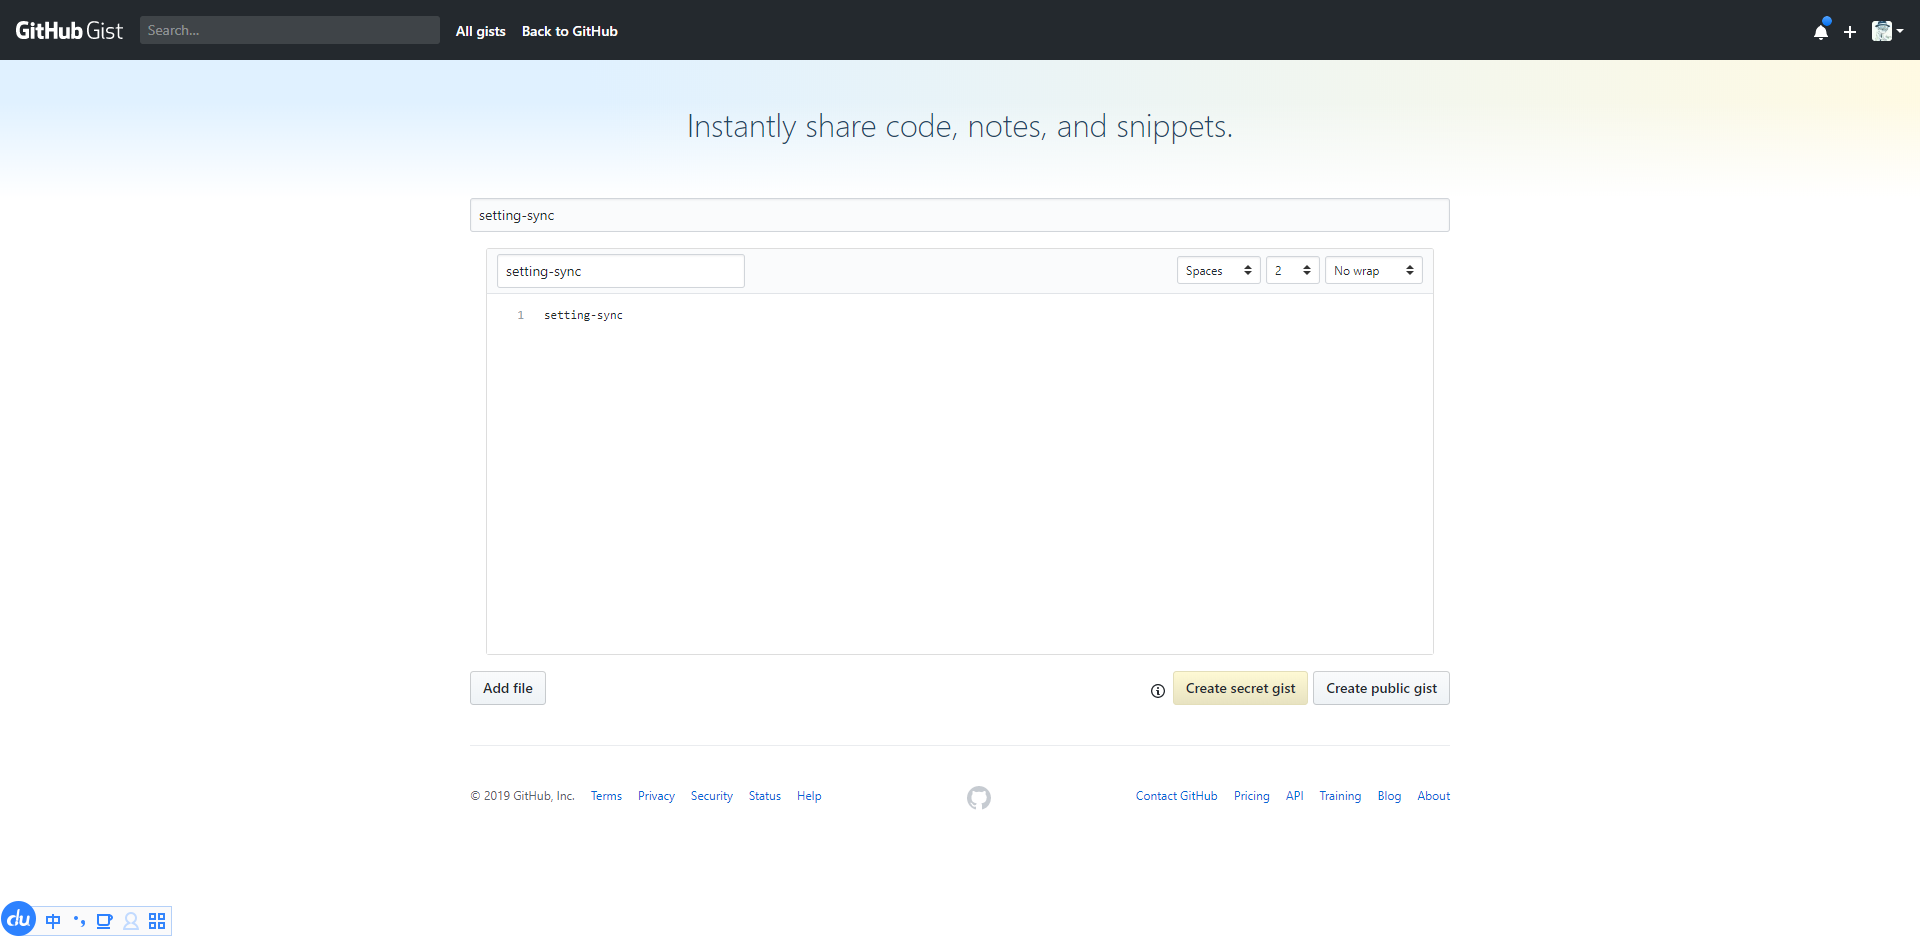 GitHub Gist Search... All gists Back to GitHub
Instantly share code, notes, and snippets.
setting-sync
setting-sync Spaces 2 No wrap
1 setting-sync
Add file Create secret gist Create public gist
© 2019 GitHub, Inc. Terms Privacy Security Status Help Contact GitHub Pricing API Training Blog About
du 中 •,